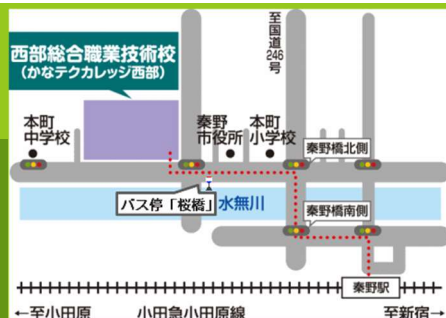 西部総合職業技術校
(かなテクカレッジ西部)
至国道246号
本町
中学校
秦野
市役所
本町
小学校
秦野橋北側
バス停「桜橋」
水無川
秦野橋南側
秦野駅
←至小田原
小田急小田原線
至新宿→